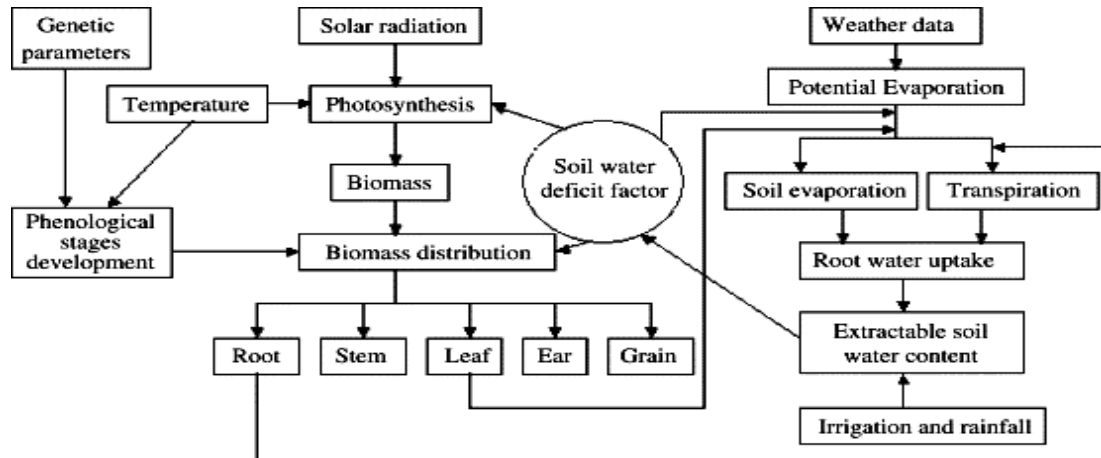 Genetic
parameters
Solar radiation
Weather data
Temperature
Photosynthesis
Potential Evaporation
Biomass
Soil water
deficit factor
Soil evaporation
Transpiration
Phenological
stages
development
Biomass distribution
Root water uptake
Root
Stem
Leaf
Ear
Grain
Extractable soil
water content
Irrigation and rainfall